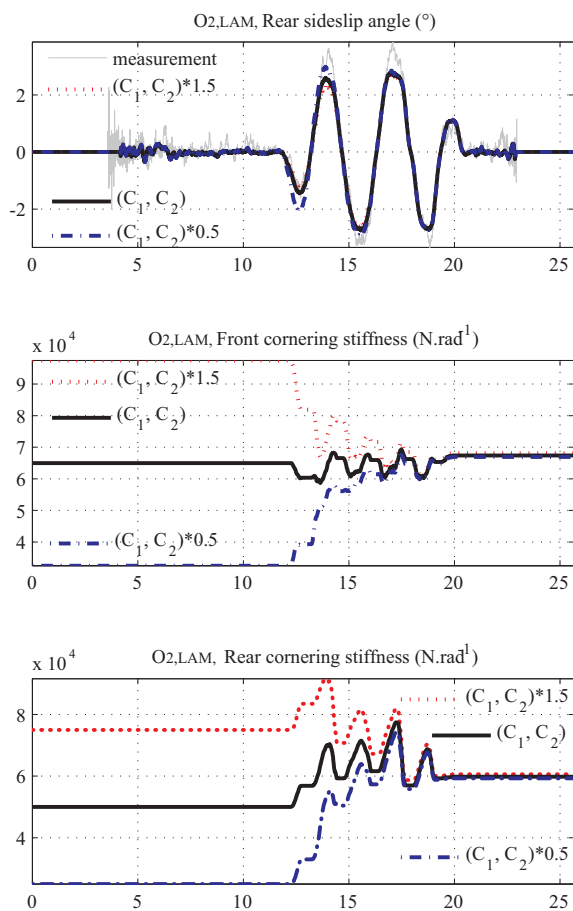 O2,LAM, Rear sideslip angle (°)
measurement
(C1, C2)*1.5
2
0
-2
(C1, C2)
(C1, C2)*0.5
0 5 10 15 20 25
x 10^4
O2,LAM, Front cornering stiffness (N.rad-1)
9
8
7
6
5
4
(C1, C2)*1.5
(C1, C2)
(C1, C2)*0.5
0 5 10 15 20 25
x 10^4
O2,LAM, Rear cornering stiffness (N.rad-1)
8
6
4
(C1, C2)*1.5
(C1, C2)
(C1, C2)*0.5
0 5 10 15 20 25